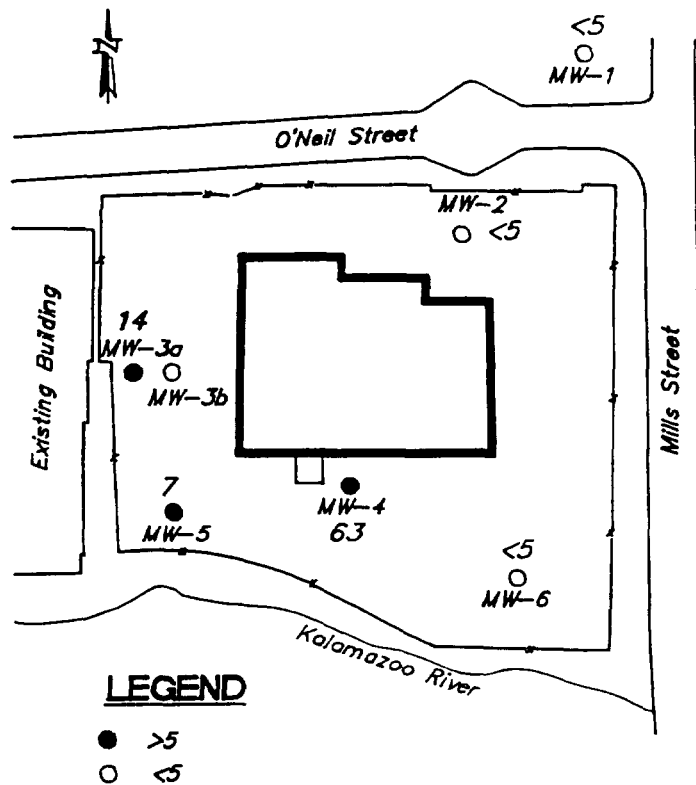 N
<5
MW-1
O'Neil Street
MW-2
<5
Existing Building
14
MW-3a
MW-3b
Mills Street
7
MW-5
MW-4
63
<5
MW-6
Kalamazoo River
LEGEND
>5
<5